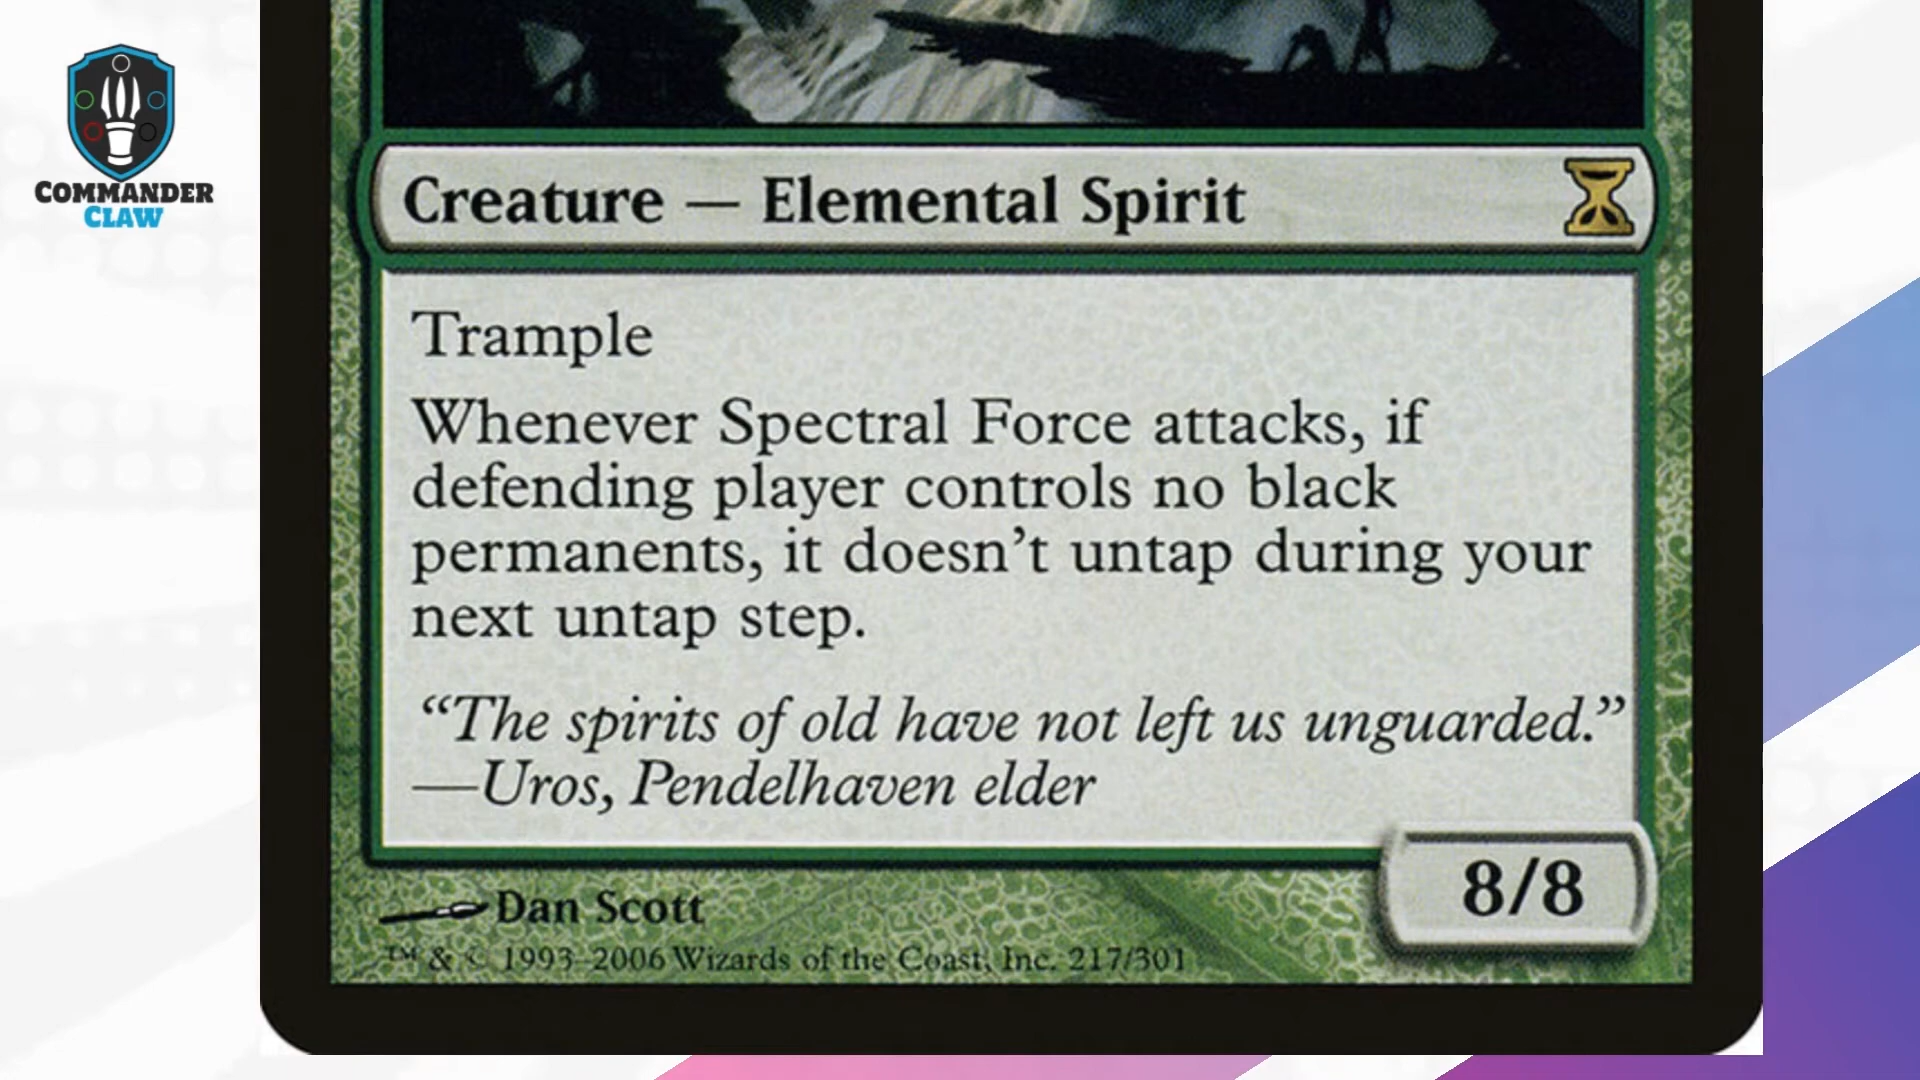 COMMANDER
CLAW
Creature — Elemental Spirit
Trample
Whenever Spectral Force attacks, if
defending player controls no black
permanents, it doesn’t untap during your
next untap step.
“The spirits of old have not left us unguarded.”
—Uros, Pendelhaven elder
8/8
Dan Scott
™ & © 1993–2006 Wizards of the Coast, Inc. 217/301